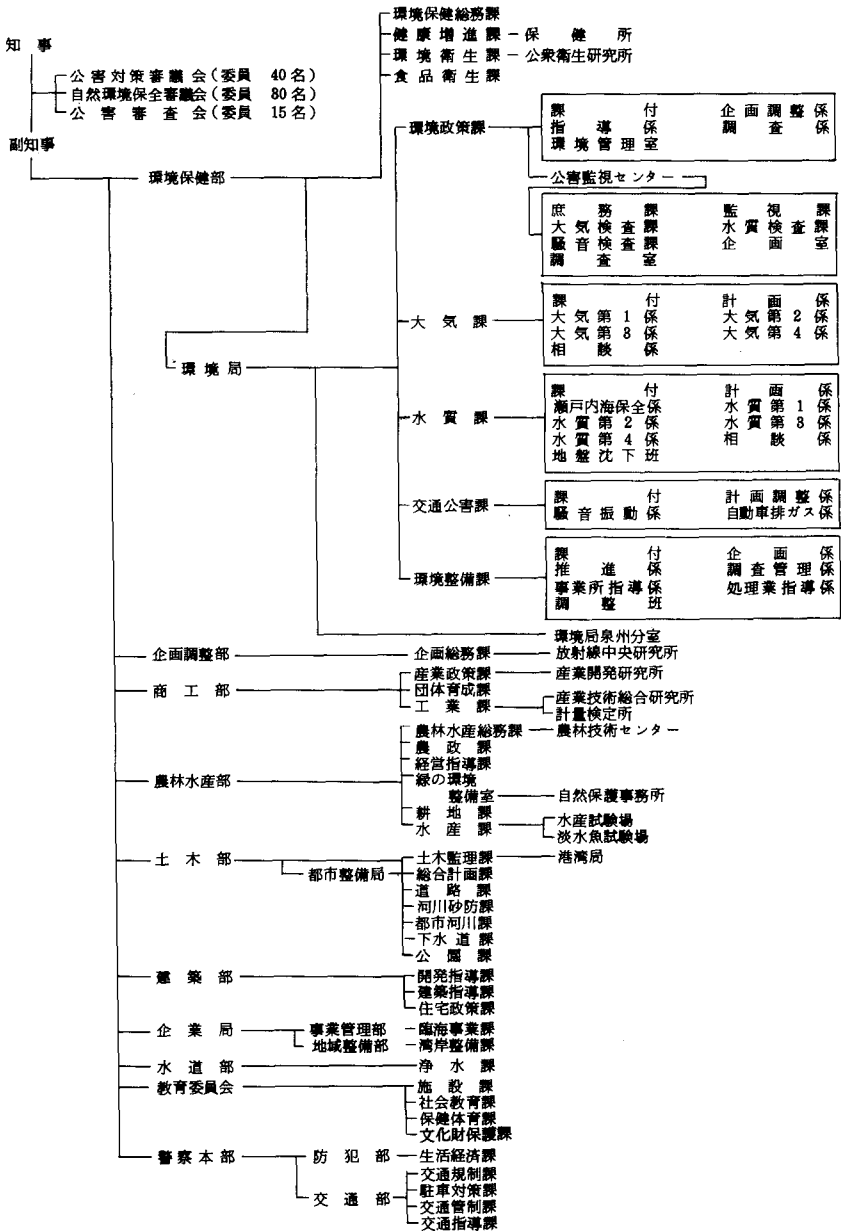 環境保健総務課
健康増進課 保健所
知事
環境衛生課 公衆衛生研究所
公害対策審議会(委員 40名)
食品衛生課
自然環境保全審議会(委員 80名)
公害審査会(委員 15名)
副知事
環境保健部
環境政策課
課付 企画調整係
指導係 調査係
環境管理室
公害監視センター
庶務課 監視課
大気検査課 水質検査課
騒音検査課 企画室
調査室
環境局
大気課
課付 計画係
大気第1係 大気第2係
大気第3係 大気第4係
相談係
水質課
課付 計画係
瀬戸内海保全係 水質第1係
水質第2係 水質第3係
水質第4係 相談係
地盤沈下班
交通公害課
課付 計画調整係
騒音振動係 自動車排ガス係
環境整備課
課付 企画係
推進係 調査管理係
事業所指導係 処理業指導係
調整班
環境局泉州分室
企画調整部 企画総務課 放射線中央研究所
商工部 産業政策課 産業開発研究所
団体育成課
工業課 産業技術総合研究所
計量検定所
農林水産部 農林水産総務課 農林技術センター
農政課
経営指導課
緑の環境
整備室 自然保護事務所
耕地課
水産課 水産試験場
淡水魚試験場
土木部 土木監理課 港湾局
都市整備局 総合計画課
道路課
河川砂防課
都市河川課
下水道課
公園課
建築部 開発指導課
建築指導課
住宅政策課
企業局 事業管理部 臨海事業課
地域整備部 湾岸整備課
水道部 浄水課
教育委員会 施設課
社会教育課
保健体育課
文化財保護課
警察本部 防犯部 生活経済課
交通部 交通規制課
駐車対策課
交通管制課
交通指導課